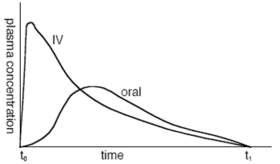 plasma concentration
IV
oral
t₀
time
t₁